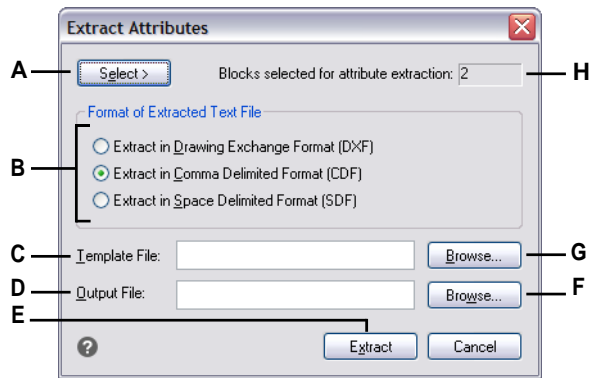 Extract Attributes
A Select > Blocks selected for attribute extraction: 2 H
Format of Extracted Text File
B
Extract in Drawing Exchange Format (DXF)
Extract in Comma Delimited Format (CDF)
Extract in Space Delimited Format (SDF)
C Template File: Browse... G
D Output File: Browse... F
E
? Extract Cancel